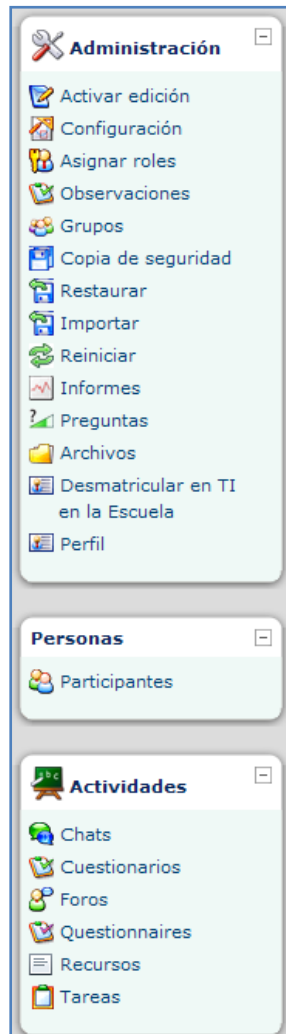 Administración
Activar edición
Configuración
Asignar roles
Observaciones
Grupos
Copia de seguridad
Restaurar
Importar
Reiniciar
Informes
Preguntas
Archivos
Desmatricular en TI
en la Escuela
Perfil
Personas
Participantes
Actividades
Chats
Cuestionarios
Foros
Questionnaires
Recursos
Tareas